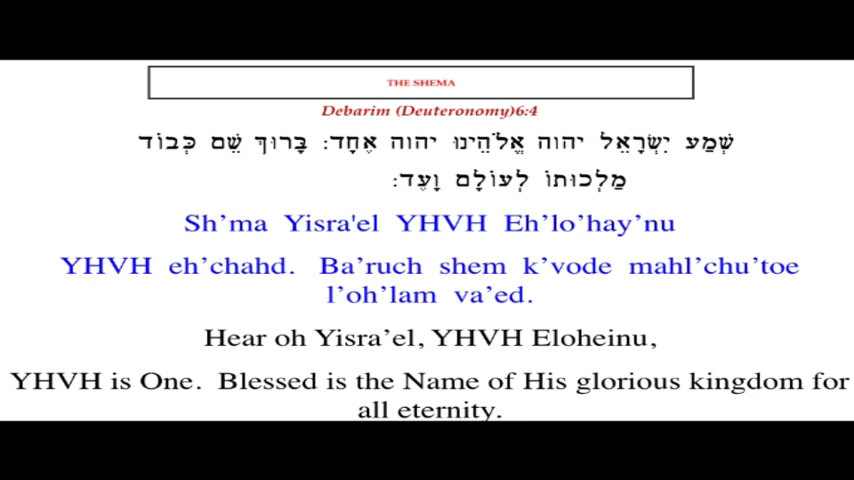 THE SHEMA
Debarim (Deuteronomy)6:4
שְׁמַע יִשְׂרָאֵל יהוה אֱלֹהֵינוּ יהוה אֶחָד: בָּרוּךְ שֵׁם כְּבוֹד
מַלְכוּתוֹ לְעוֹלָם וָעֶד:
Sh’ma Yisra'el YHVH Eh’lo’hay’nu
YHVH eh’chahd. Ba’ruch shem k’vode mahl’chu’toe
l’oh’lam va’ed.
Hear oh Yisra’el, YHVH Eloheinu,
YHVH is One. Blessed is the Name of His glorious kingdom for
all eternity.